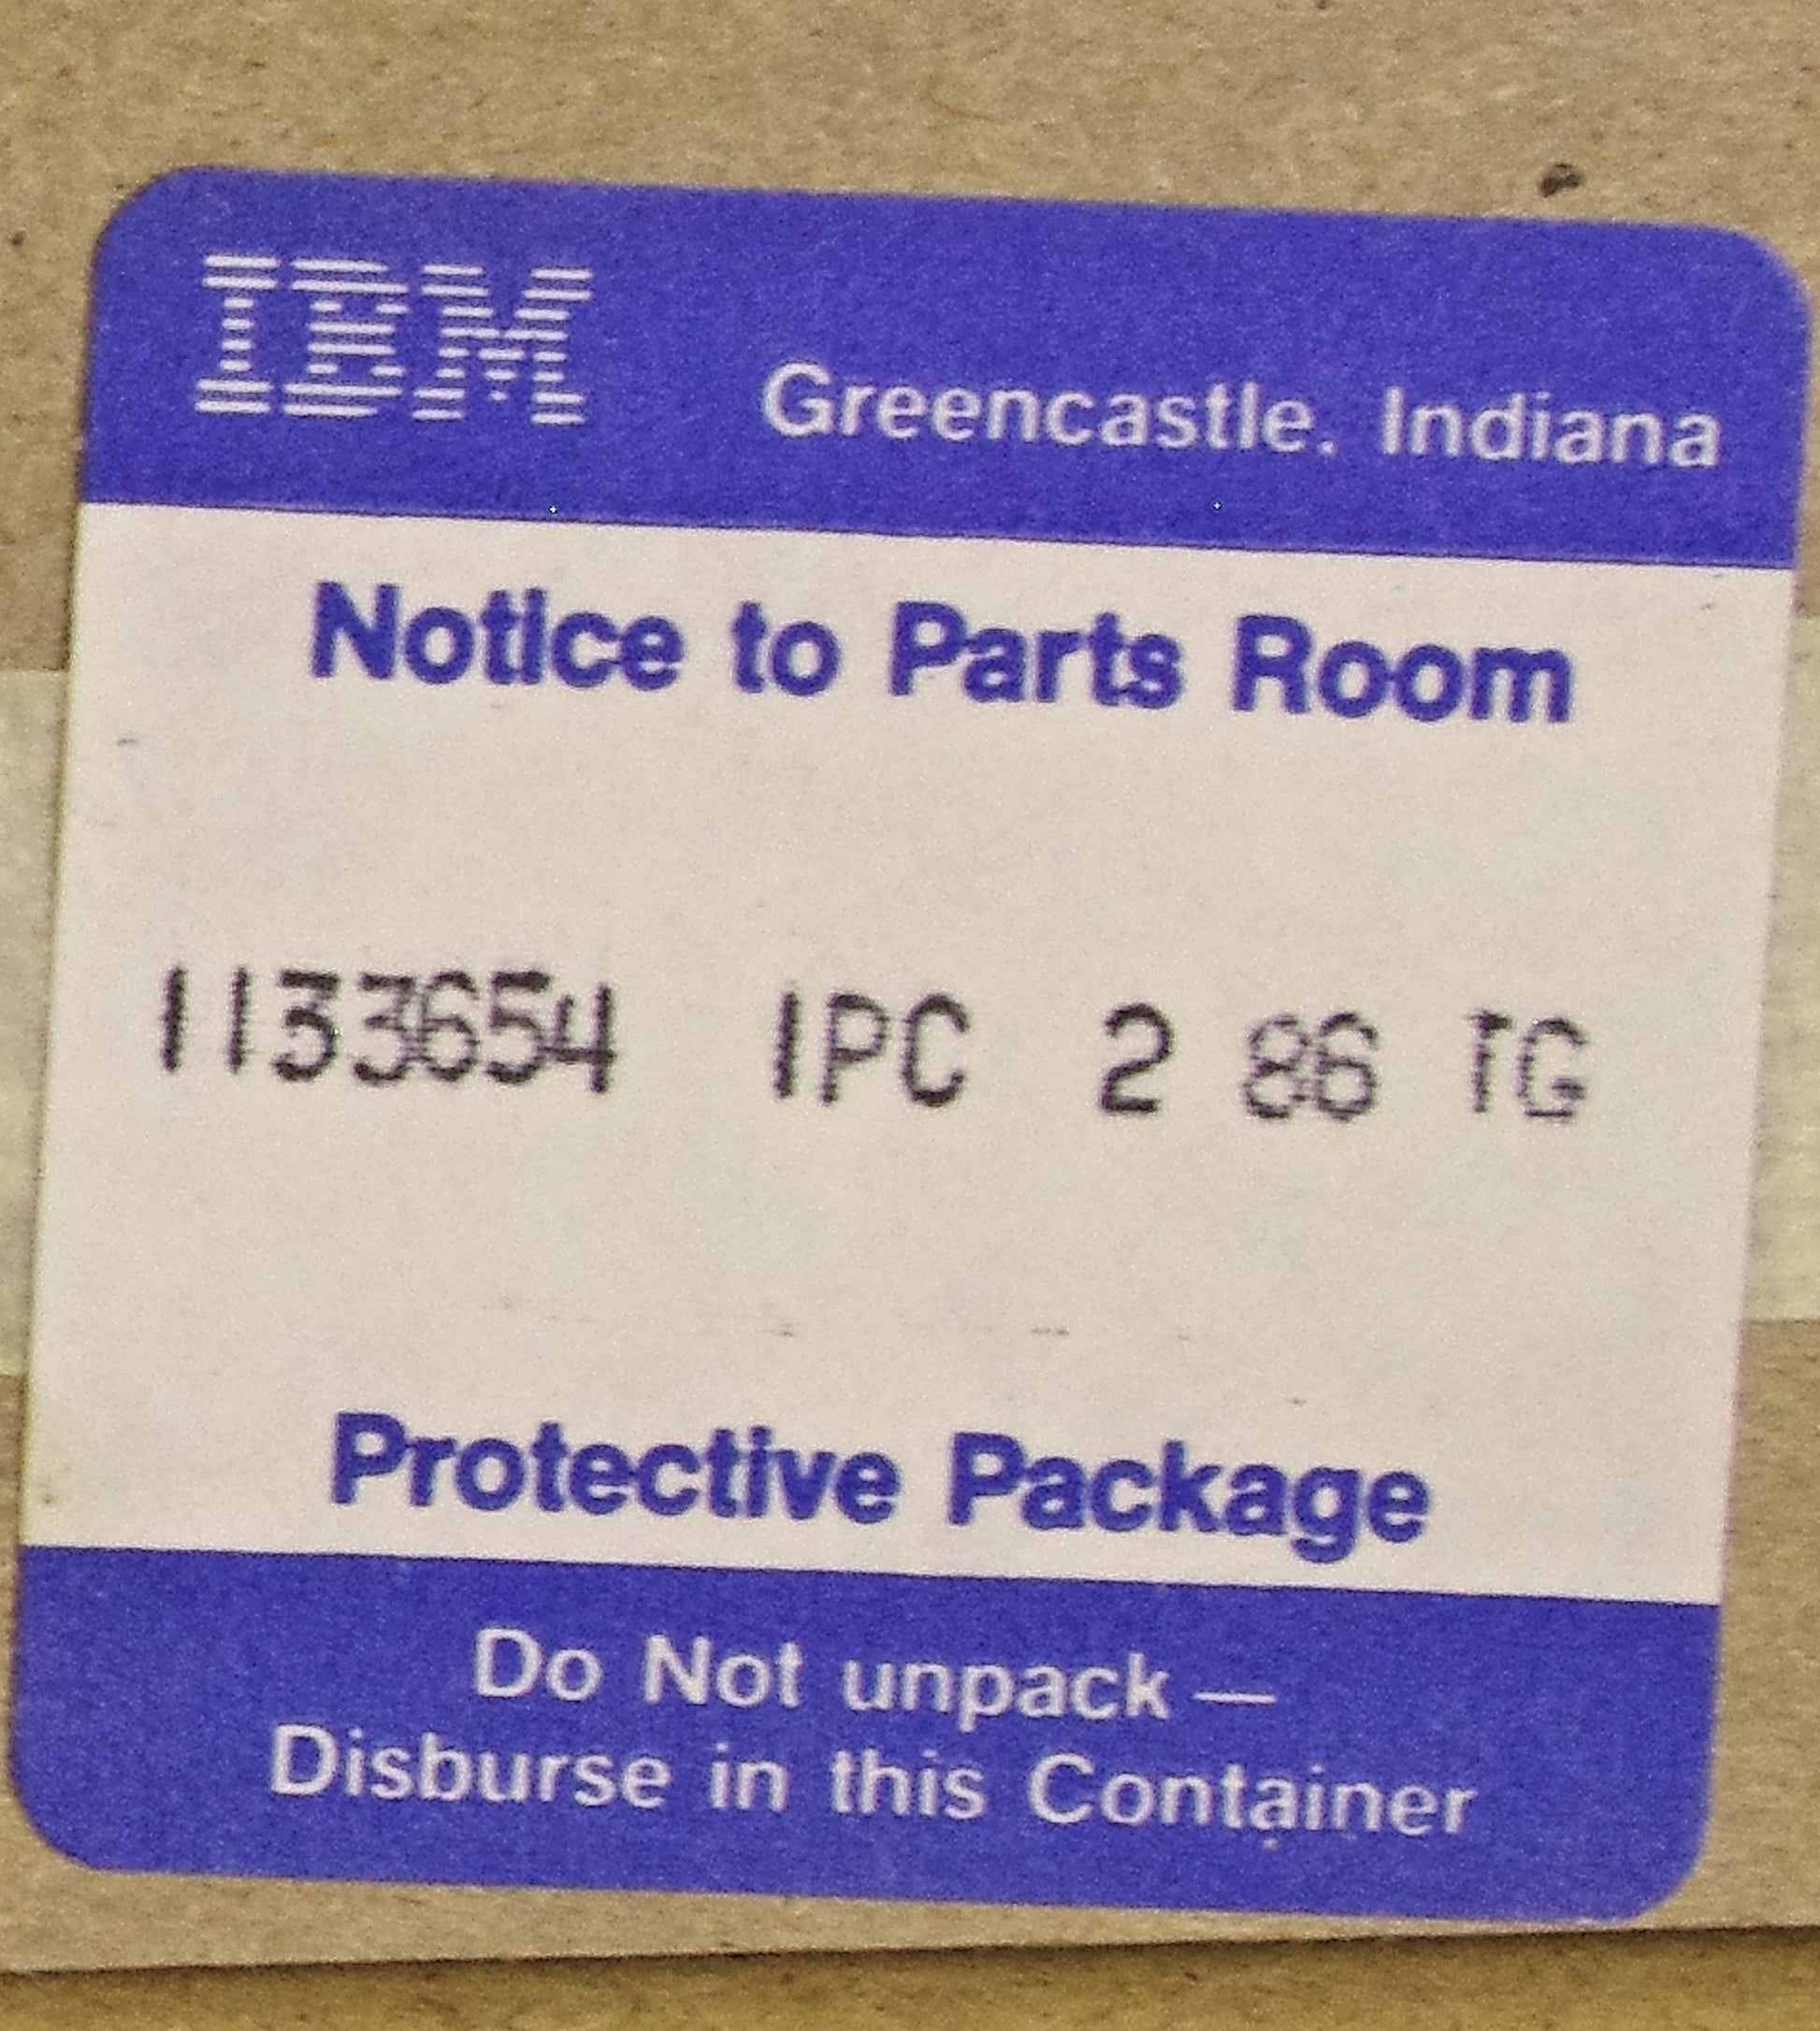 IBM Greencastle, Indiana
Notice to Parts Room
1133654 1PC 2 86 TG
Protective Package
Do Not unpack —
Disburse in this Container